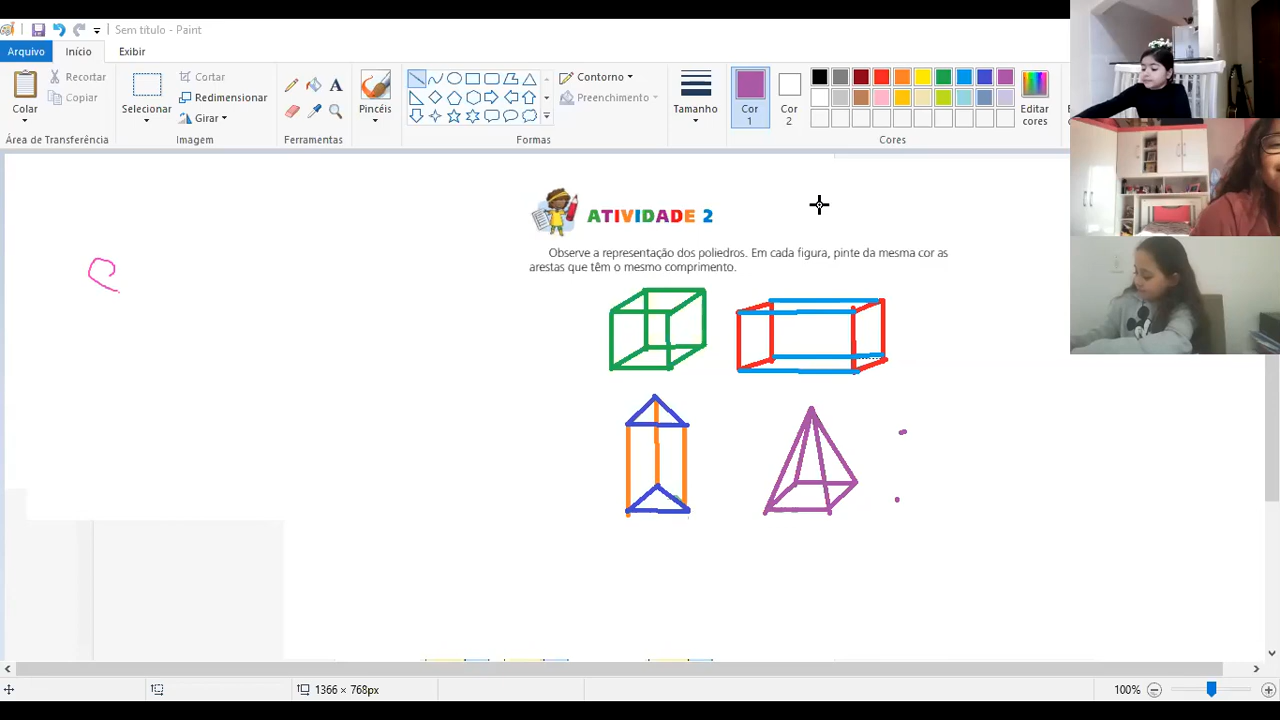 Sem título - Paint
Arquivo
Início
Exibir
Colar
Recortar
Copiar
Área de Transferência
Selecionar
Cortar
Redimensionar
Girar
Imagem
A
Ferramentas
Pincéis
Contorno
Preenchimento
Formas
Tamanho
Cor
1
Cor
2
Editar
cores
Cores
ATIVIDADE 2
Observe a representação dos poliedros. Em cada figura, pinte da mesma cor as
arestas que têm o mesmo comprimento.
1366 × 768px
100%